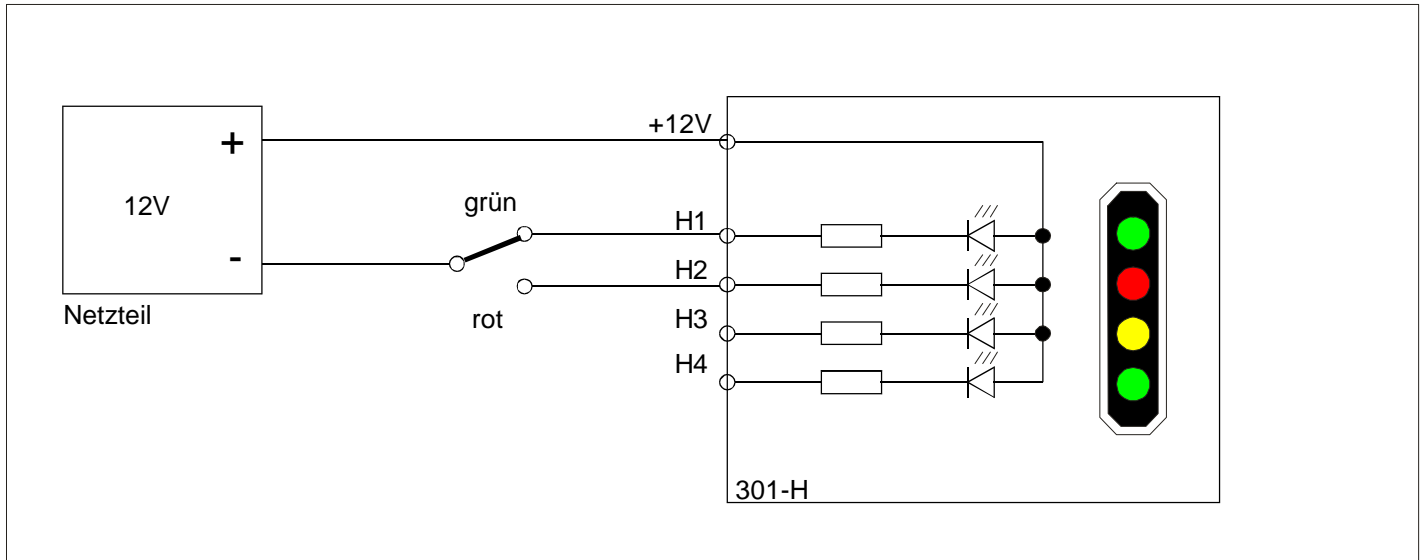 +12V
+
12V
grün
H1
-
H2
Netzteil
rot
H3
H4
301-H